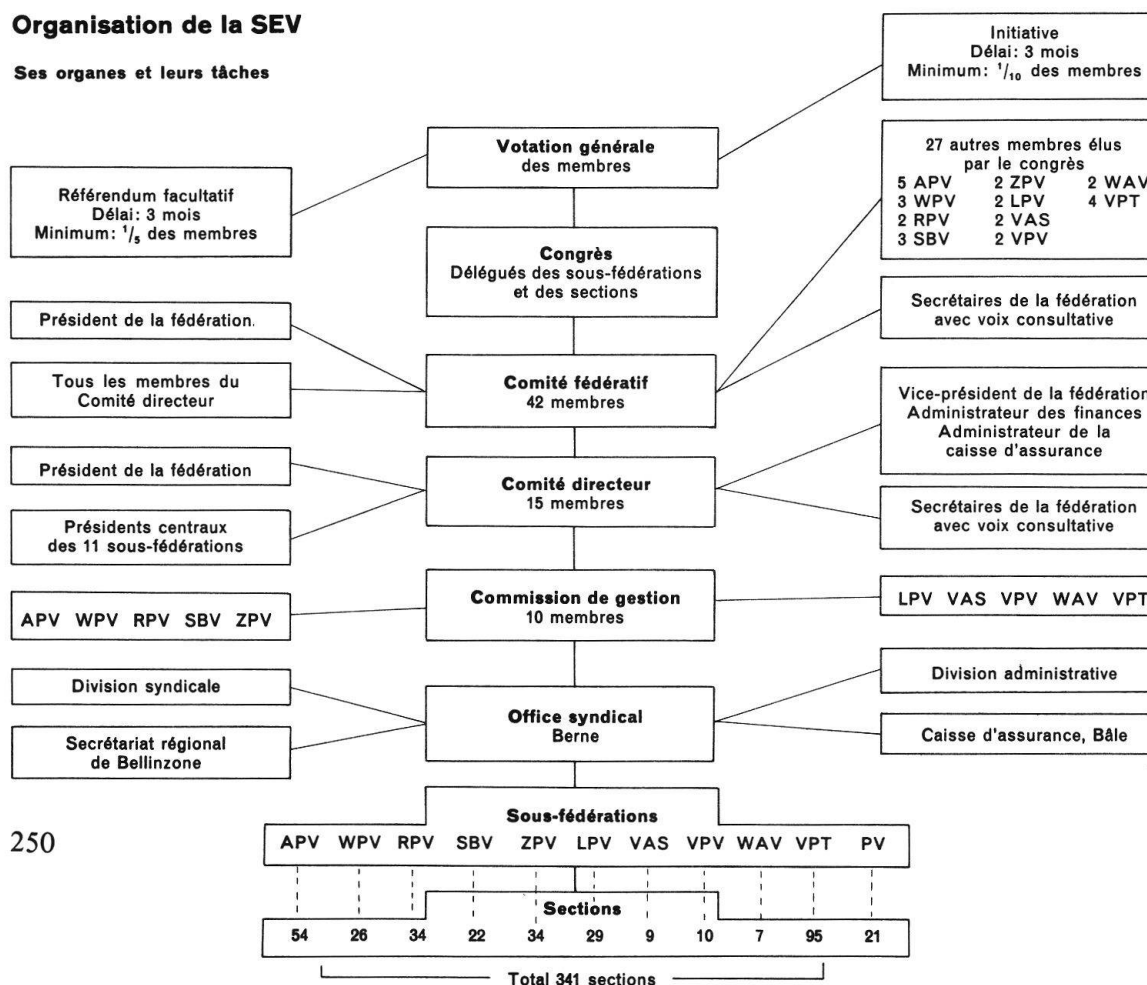 Organisation de la SEV
Ses organes et leurs tâches
Initiative
Délai: 3 mois
Minimum: 1/10 des membres
Votation générale
des membres
Référendum facultatif
Délai: 3 mois
Minimum: 1/5 des membres
27 autres membres élus
par le congrès
5 APV 2 ZPV 2 WAV
3 WPV 2 LPV 4 VPT
2 RPV 2 VAS
3 SBV 2 VPV
Congrès
Délégués des sous-fédérations
et des sections
Président de la fédération
Secrétaires de la fédération
avec voix consultative
Tous les membres du
Comité directeur
Comité fédératif
42 membres
Vice-président de la fédération
Administrateur des finances
Administrateur de la
caisse d'assurance
Président de la fédération
Comité directeur
15 membres
Présidents centraux
des 11 sous-fédérations
Secrétaires de la fédération
avec voix consultative
APV WPV RPV SBV ZPV
Commission de gestion
10 membres
LPV VAS VPV WAV VPT
Division syndicale
Division administrative
Office syndical
Berne
Secrétariat régional
de Bellinzone
Caisse d'assurance, Bâle
Sous-fédérations
250
APV WPV RPV SBV ZPV LPV VAS VPV WAV VPT PV
Sections
54 26 34 22 34 29 9 10 7 95 21
Total 341 sections